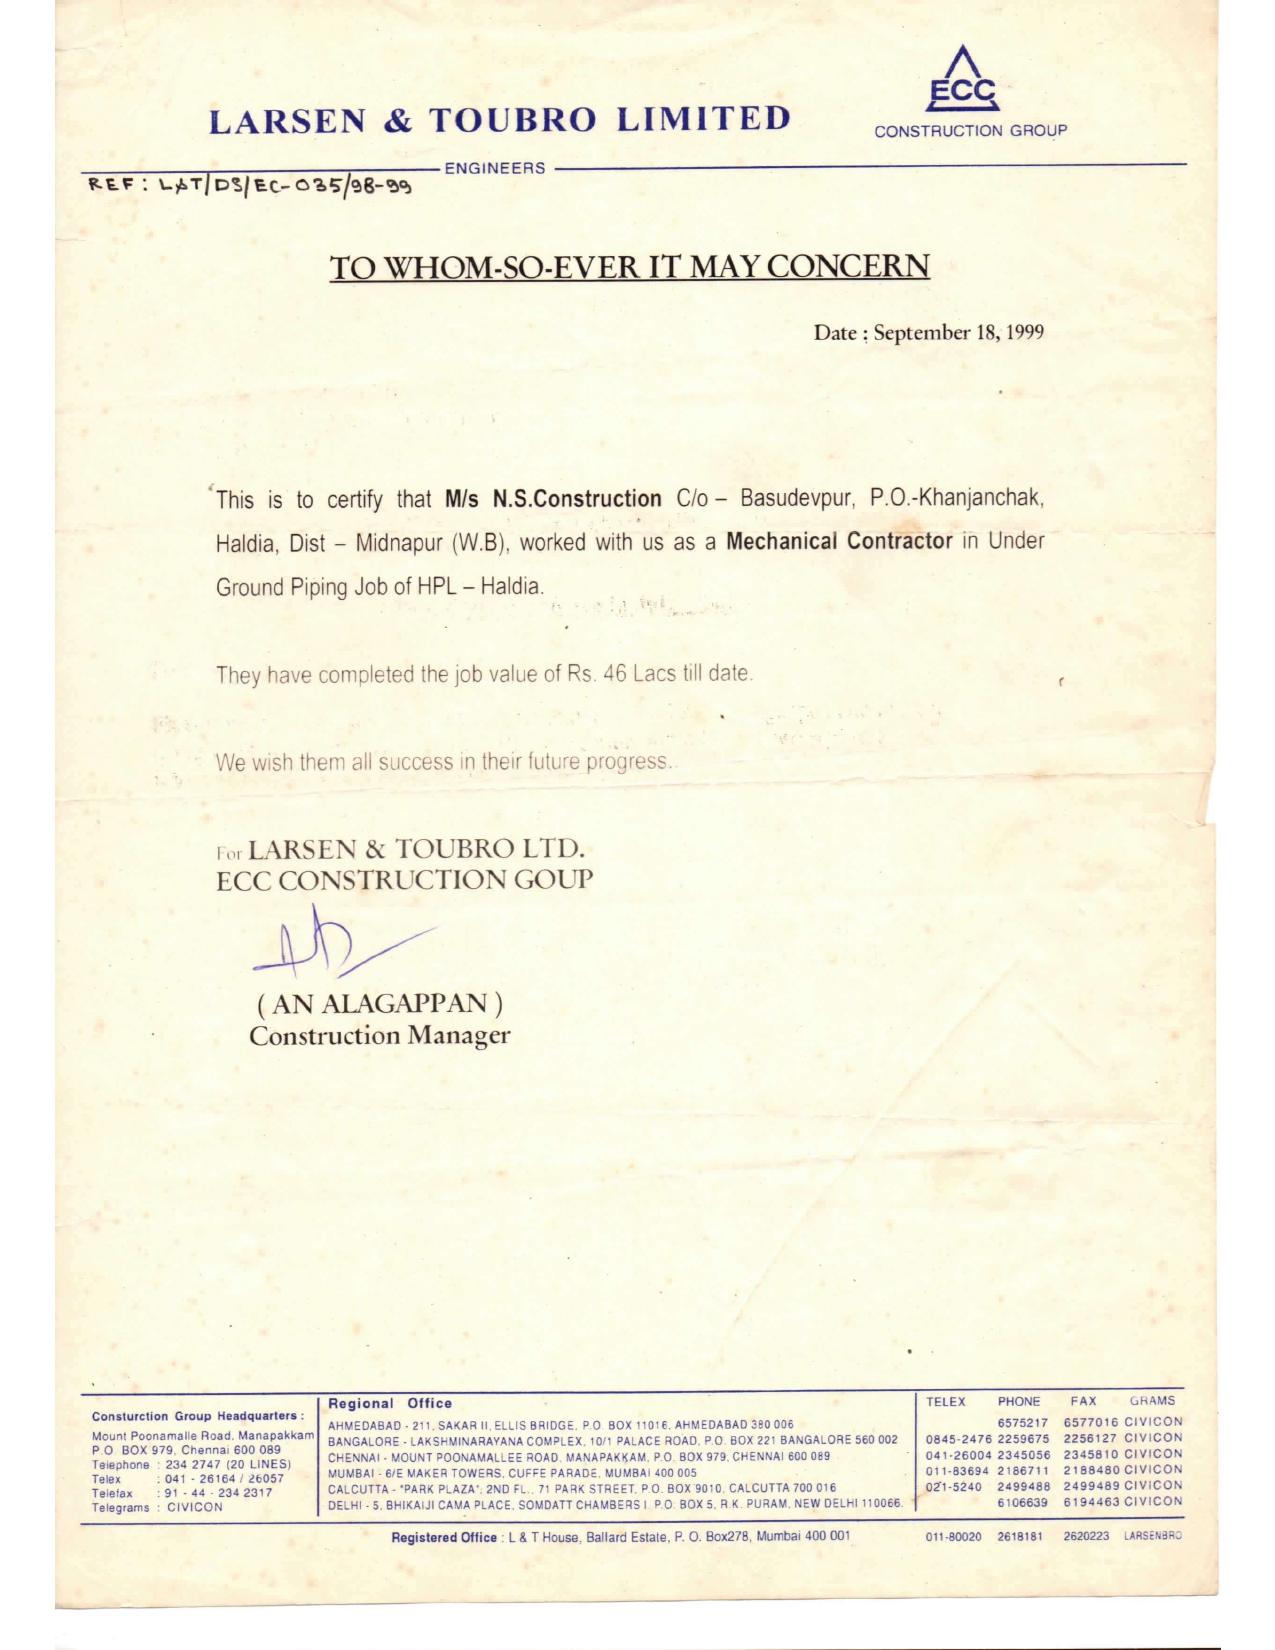 ECC
LARSEN & TOUBRO LIMITED
CONSTRUCTION GROUP
ENGINEERS
REF: L&T/DS/EC-035/98-99
TO WHOM-SO-EVER IT MAY CONCERN
Date : September 18, 1999
This is to certify that M/s N.S.Construction C/o – Basudevpur, P.O.-Khanjanchak,
Haldia, Dist – Midnapur (W.B), worked with us as a Mechanical Contractor in Under
Ground Piping Job of HPL – Haldia.
They have completed the job value of Rs. 46 Lacs till date.
We wish them all success in their future progress.
For LARSEN & TOUBRO LTD.
ECC CONSTRUCTION GOUP
( AN ALAGAPPAN )
Construction Manager
Consturction Group Headquarters :
Mount Poonamalle Road, Manapakkam
P.O. BOX 979, Chennai 600 089
Telephone : 234 2747 (20 LINES)
Telex : 041 - 26164 / 26057
Telefax : 91 - 44 - 234 2317
Telegrams : CIVICON
Regional Office
AHMEDABAD - 211, SAKAR II, ELLIS BRIDGE, P.O. BOX 11016, AHMEDABAD 380 006
BANGALORE - LAKSHMINARAYANA COMPLEX, 10/1 PALACE ROAD, P.O. BOX 221 BANGALORE 560 002
CHENNAI - MOUNT POONAMALLEE ROAD, MANAPAKKAM, P.O. BOX 979, CHENNAI 600 089
MUMBAI - 6/E MAKER TOWERS, CUFFE PARADE, MUMBAI 400 005
CALCUTTA - "PARK PLAZA", 2ND FL., 71 PARK STREET, P.O. BOX 9010, CALCUTTA 700 016
DELHI - 5, BHIKAIJI CAMA PLACE, SOMDATT CHAMBERS I, P.O. BOX 5, R.K. PURAM, NEW DELHI 110066.
TELEX PHONE FAX GRAMS
6575217 6577016 CIVICON
0845-2476 2259675 2256127 CIVICON
041-26004 2345056 2345810 CIVICON
011-83694 2186711 2188480 CIVICON
021-5240 2499488 2499489 CIVICON
6106639 6194463 CIVICON
Registered Office : L & T House, Ballard Estate, P. O. Box278, Mumbai 400 001
011-80020 2618181 2620223 LARSENBRO